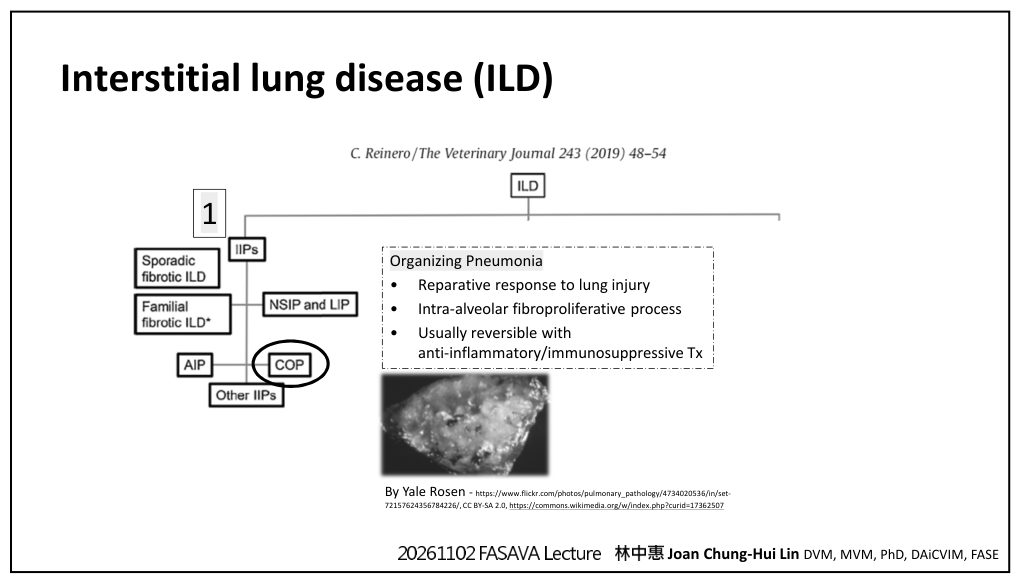 Interstitial lung disease (ILD)
C. Reinero/The Veterinary Journal 243 (2019) 48–54
ILD
1
IIPs
Sporadic
fibrotic ILD
Familial
fibrotic ILD*
NSIP and LIP
AIP
COP
Other IIPs
Organizing Pneumonia
• Reparative response to lung injury
• Intra-alveolar fibroproliferative process
• Usually reversible with
anti-inflammatory/immunosuppressive Tx
By Yale Rosen - https://www.flickr.com/photos/pulmonary_pathology/4734020536/in/set-
72157624356784226/, CC BY-SA 2.0, https://commons.wikimedia.org/w/index.php?curid=17362507
20261102 FASAVA Lecture 林中惠 Joan Chung-Hui Lin DVM, MVM, PhD, DAiCVIM, FASE